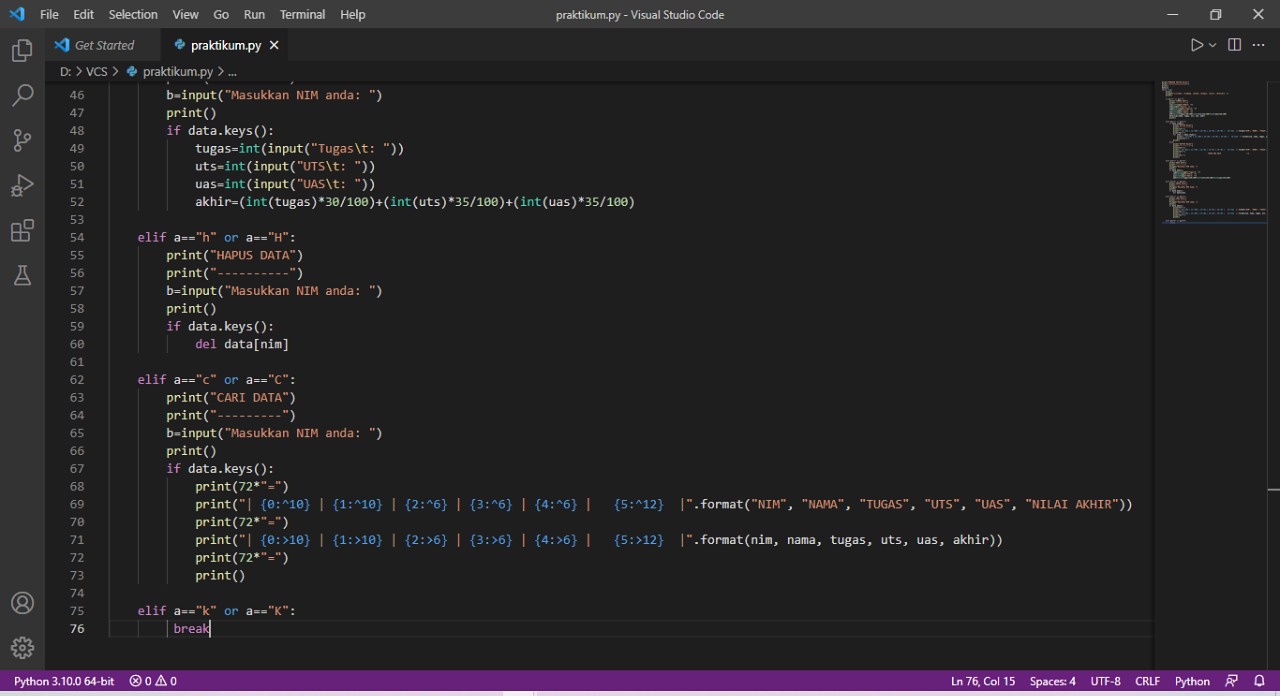 File Edit Selection View Go Run Terminal Help praktikum.py - Visual Studio Code
Get Started praktikum.py
D: > VCS > praktikum.py > ...
46 b=input("Masukkan NIM anda: ")
47 print()
48 if data.keys():
49 tugas=int(input("Tugas\t: "))
50 uts=int(input("UTS\t: "))
51 uas=int(input("UAS\t: "))
52 akhir=(int(tugas)*30/100)+(int(uts)*35/100)+(int(uas)*35/100)
53
54 elif a=="h" or a=="H":
55 print("HAPUS DATA")
56 print("----------")
57 b=input("Masukkan NIM anda: ")
58 print()
59 if data.keys():
60 del data[nim]
61
62 elif a=="c" or a=="C":
63 print("CARI DATA")
64 print("---------")
65 b=input("Masukkan NIM anda: ")
66 print()
67 if data.keys():
68 print(72*"=")
69 print("| {0:^10} | {1:^10} | {2:^6} | {3:^6} | {4:^6} |   {5:^12}  |".format("NIM", "NAMA", "TUGAS", "UTS", "UAS", "NILAI AKHIR"))
70 print(72*"=")
71 print("| {0:>10} | {1:>10} | {2:>6} | {3:>6} | {4:>6} |   {5:>12}  |".format(nim, nama, tugas, uts, uas, akhir))
72 print(72*"=")
73 print()
74
75 elif a=="k" or a=="K":
76 break
Python 3.10.0 64-bit 0 0 Ln 76, Col 15 Spaces: 4 UTF-8 CRLF Python